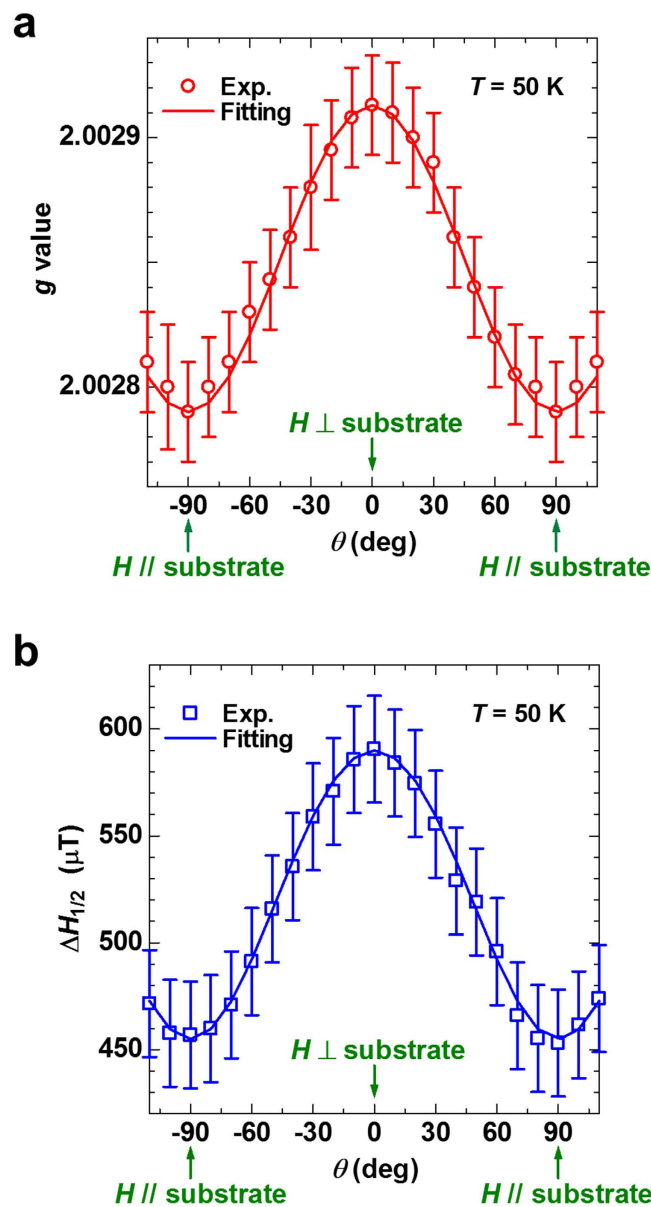 a
Exp.
T = 50 K
Fitting
2.0029
g value
2.0028
H ⊥ substrate
-90 -60 -30 0 30 60 90
θ (deg)
H // substrate H // substrate
b
Exp.
T = 50 K
Fitting
600
550
ΔH1/2 (μT)
500
450
H ⊥ substrate
-90 -60 -30 0 30 60 90
θ (deg)
H // substrate H // substrate